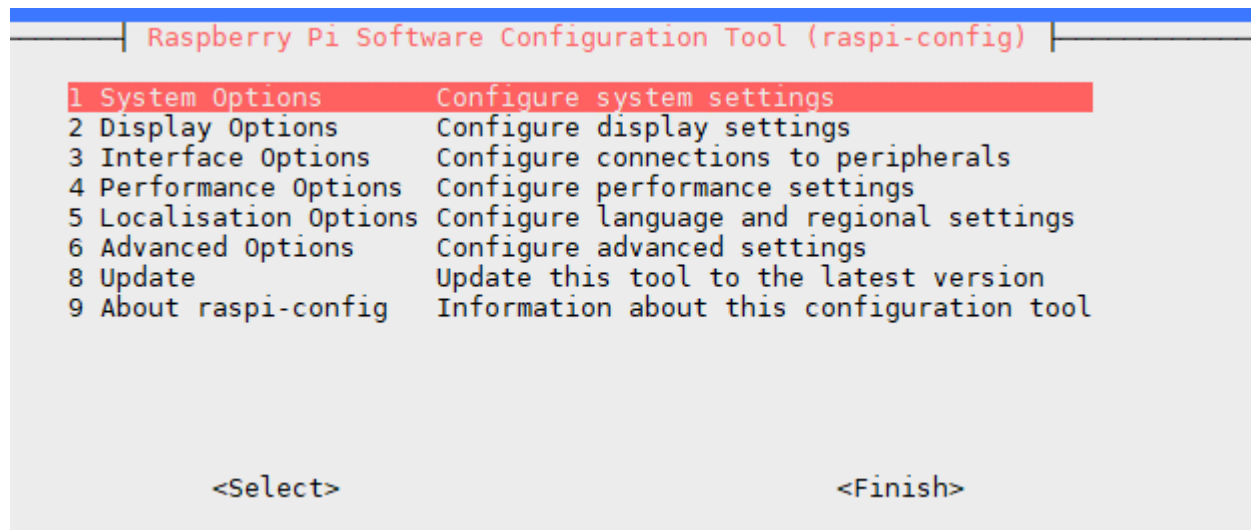 Raspberry Pi Software Configuration Tool (raspi-config)
1 System Options Configure system settings
2 Display Options Configure display settings
3 Interface Options Configure connections to peripherals
4 Performance Options Configure performance settings
5 Localisation Options Configure language and regional settings
6 Advanced Options Configure advanced settings
8 Update Update this tool to the latest version
9 About raspi-config Information about this configuration tool
<Select> <Finish>